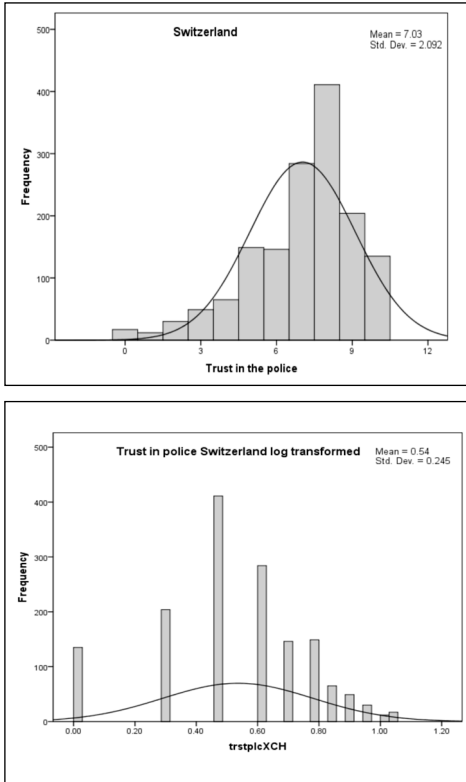 Switzerland
Mean = 7.03
Std. Dev. = 2.092
500
400
300
200
100
0
Frequency
0 3 6 9 12
Trust in the police
Trust in police Switzerland log transformed
Mean = 0.54
Std. Dev. = 0.245
500
400
300
200
100
0
Frequency
0.00 0.20 0.40 0.60 0.80 1.00 1.20
trstplcXCH